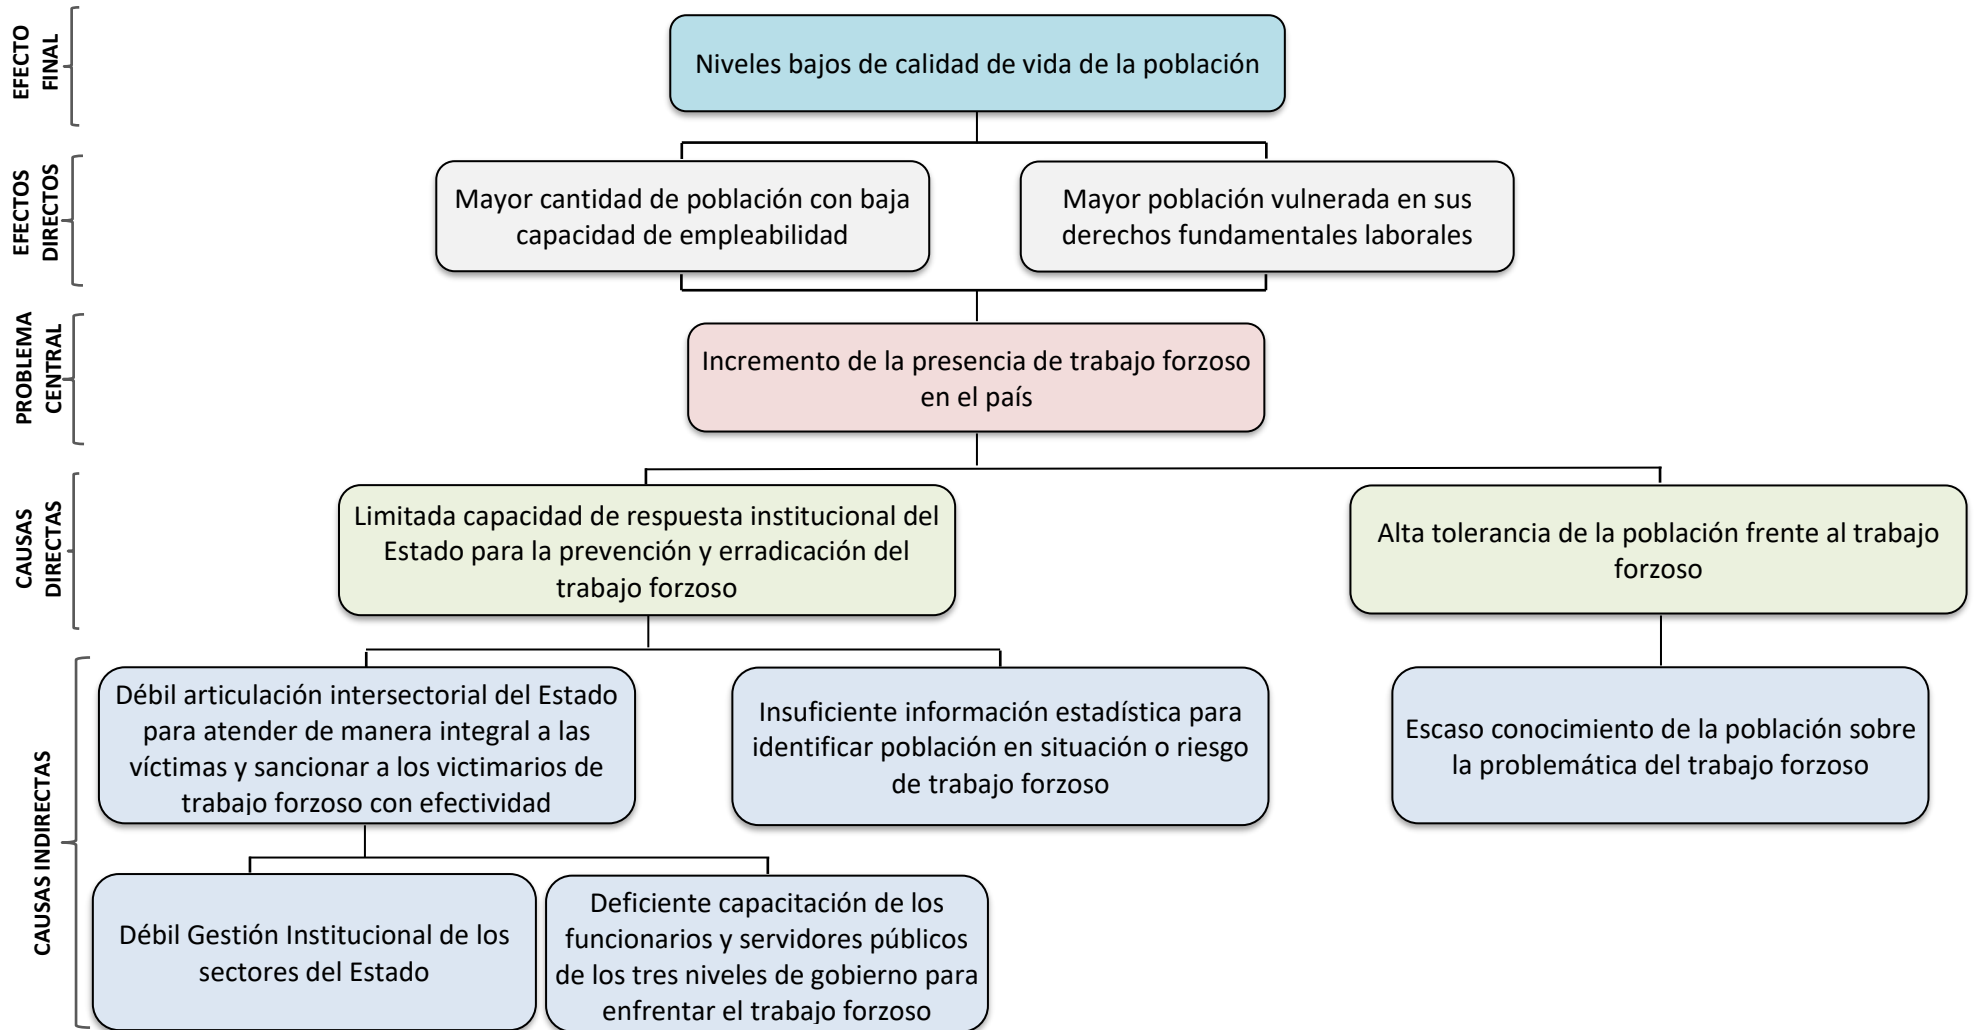 EFECTO
FINAL
Niveles bajos de calidad de vida de la población
EFECTOS
DIRECTOS
Mayor cantidad de población con baja
capacidad de empleabilidad
Mayor población vulnerada en sus
derechos fundamentales laborales
PROBLEMA
CENTRAL
Incremento de la presencia de trabajo forzoso
en el país
CAUSAS
DIRECTAS
Limitada capacidad de respuesta institucional del
Estado para la prevención y erradicación del
trabajo forzoso
Alta tolerancia de la población frente al trabajo
forzoso
CAUSAS INDIRECTAS
Débil articulación intersectorial del Estado
para atender de manera integral a las
víctimas y sancionar a los victimarios de
trabajo forzoso con efectividad
Insuficiente información estadística para
identificar población en situación o riesgo
de trabajo forzoso
Escaso conocimiento de la población sobre
la problemática del trabajo forzoso
Débil Gestión Institucional de los
sectores del Estado
Deficiente capacitación de los
funcionarios y servidores públicos
de los tres niveles de gobierno para
enfrentar el trabajo forzoso